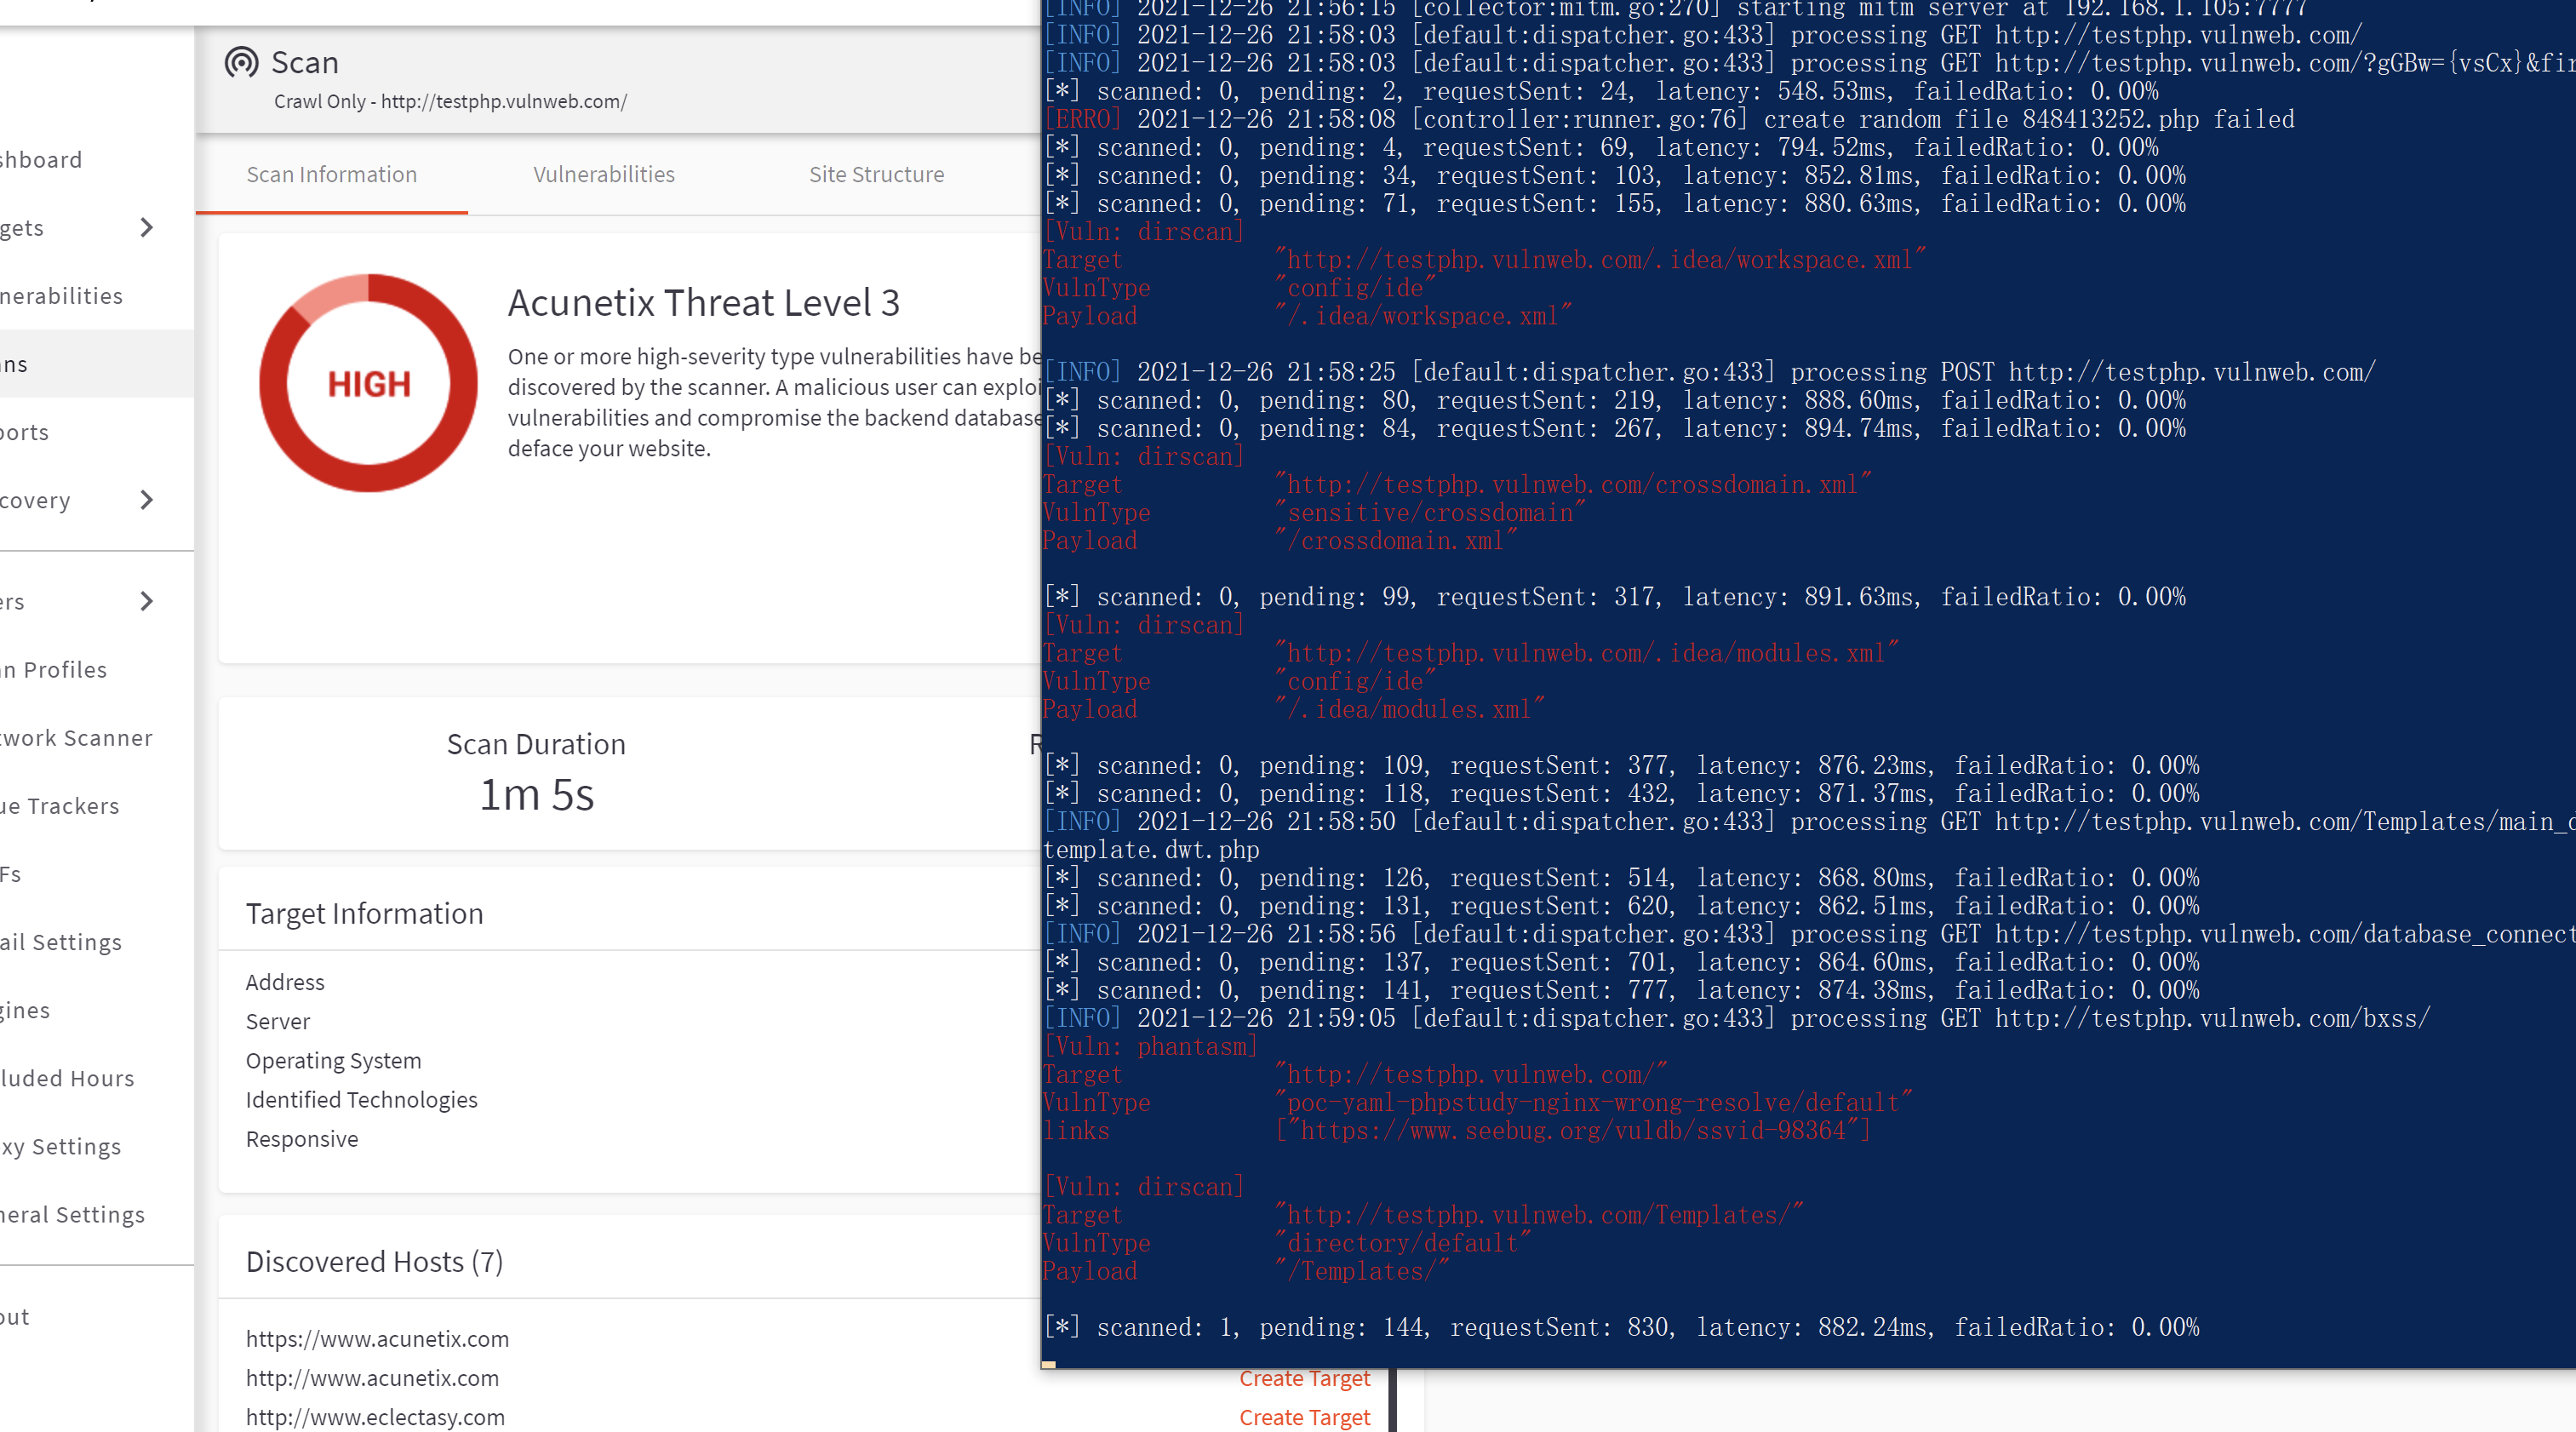 Scan
Crawl Only - http://testphp.vulnweb.com/
shboard
gets
nerabilities
ns
ports
covery
ers
n Profiles
twork Scanner
ue Trackers
Fs
ail Settings
gines
luded Hours
xy Settings
neral Settings
out
Scan Information
Vulnerabilities
Site Structure
HIGH
Acunetix Threat Level 3
One or more high-severity type vulnerabilities have be
discovered by the scanner. A malicious user can exploi
vulnerabilities and compromise the backend database
deface your website.
Scan Duration
1m 5s
Target Information
Address
Server
Operating System
Identified Technologies
Responsive
Discovered Hosts (7)
https://www.acunetix.com
http://www.acunetix.com
Create Target
http://www.eclectasy.com
Create Target
[INFO] 2021-12-26 21:56:15 [collector:mitm.go:270] starting mitm server at 192.168.1.105:7777
[INFO] 2021-12-26 21:58:03 [default:dispatcher.go:433] processing GET http://testphp.vulnweb.com/
[INFO] 2021-12-26 21:58:03 [default:dispatcher.go:433] processing GET http://testphp.vulnweb.com/?gGBw={vsCx}&fir
[*] scanned: 0, pending: 2, requestSent: 24, latency: 548.53ms, failedRatio: 0.00%
[ERRO] 2021-12-26 21:58:08 [controller:runner.go:76] create random file 848413252.php failed
[*] scanned: 0, pending: 4, requestSent: 69, latency: 794.52ms, failedRatio: 0.00%
[*] scanned: 0, pending: 34, requestSent: 103, latency: 852.81ms, failedRatio: 0.00%
[*] scanned: 0, pending: 71, requestSent: 155, latency: 880.63ms, failedRatio: 0.00%
[Vuln: dirscan]
Target "http://testphp.vulnweb.com/.idea/workspace.xml"
VulnType "config/ide"
Payload "/.idea/workspace.xml"
[INFO] 2021-12-26 21:58:25 [default:dispatcher.go:433] processing POST http://testphp.vulnweb.com/
[*] scanned: 0, pending: 80, requestSent: 219, latency: 888.60ms, failedRatio: 0.00%
[*] scanned: 0, pending: 84, requestSent: 267, latency: 894.74ms, failedRatio: 0.00%
[Vuln: dirscan]
Target "http://testphp.vulnweb.com/crossdomain.xml"
VulnType "sensitive/crossdomain"
Payload "/crossdomain.xml"
[*] scanned: 0, pending: 99, requestSent: 317, latency: 891.63ms, failedRatio: 0.00%
[Vuln: dirscan]
Target "http://testphp.vulnweb.com/.idea/modules.xml"
VulnType "config/ide"
Payload "/.idea/modules.xml"
[*] scanned: 0, pending: 109, requestSent: 377, latency: 876.23ms, failedRatio: 0.00%
[*] scanned: 0, pending: 118, requestSent: 432, latency: 871.37ms, failedRatio: 0.00%
[INFO] 2021-12-26 21:58:50 [default:dispatcher.go:433] processing GET http://testphp.vulnweb.com/Templates/main_d
template.dwt.php
[*] scanned: 0, pending: 126, requestSent: 514, latency: 868.80ms, failedRatio: 0.00%
[*] scanned: 0, pending: 131, requestSent: 620, latency: 862.51ms, failedRatio: 0.00%
[INFO] 2021-12-26 21:58:56 [default:dispatcher.go:433] processing GET http://testphp.vulnweb.com/database_connect
[*] scanned: 0, pending: 137, requestSent: 701, latency: 864.60ms, failedRatio: 0.00%
[*] scanned: 0, pending: 141, requestSent: 777, latency: 874.38ms, failedRatio: 0.00%
[INFO] 2021-12-26 21:59:05 [default:dispatcher.go:433] processing GET http://testphp.vulnweb.com/bxss/
[Vuln: phantasm]
Target "http://testphp.vulnweb.com/"
VulnType "poc-yaml-phpstudy-nginx-wrong-resolve/default"
links ["https://www.seebug.org/vuldb/ssvid-98364"]
[Vuln: dirscan]
Target "http://testphp.vulnweb.com/Templates/"
VulnType "directory/default"
Payload "/Templates/"
[*] scanned: 1, pending: 144, requestSent: 830, latency: 882.24ms, failedRatio: 0.00%